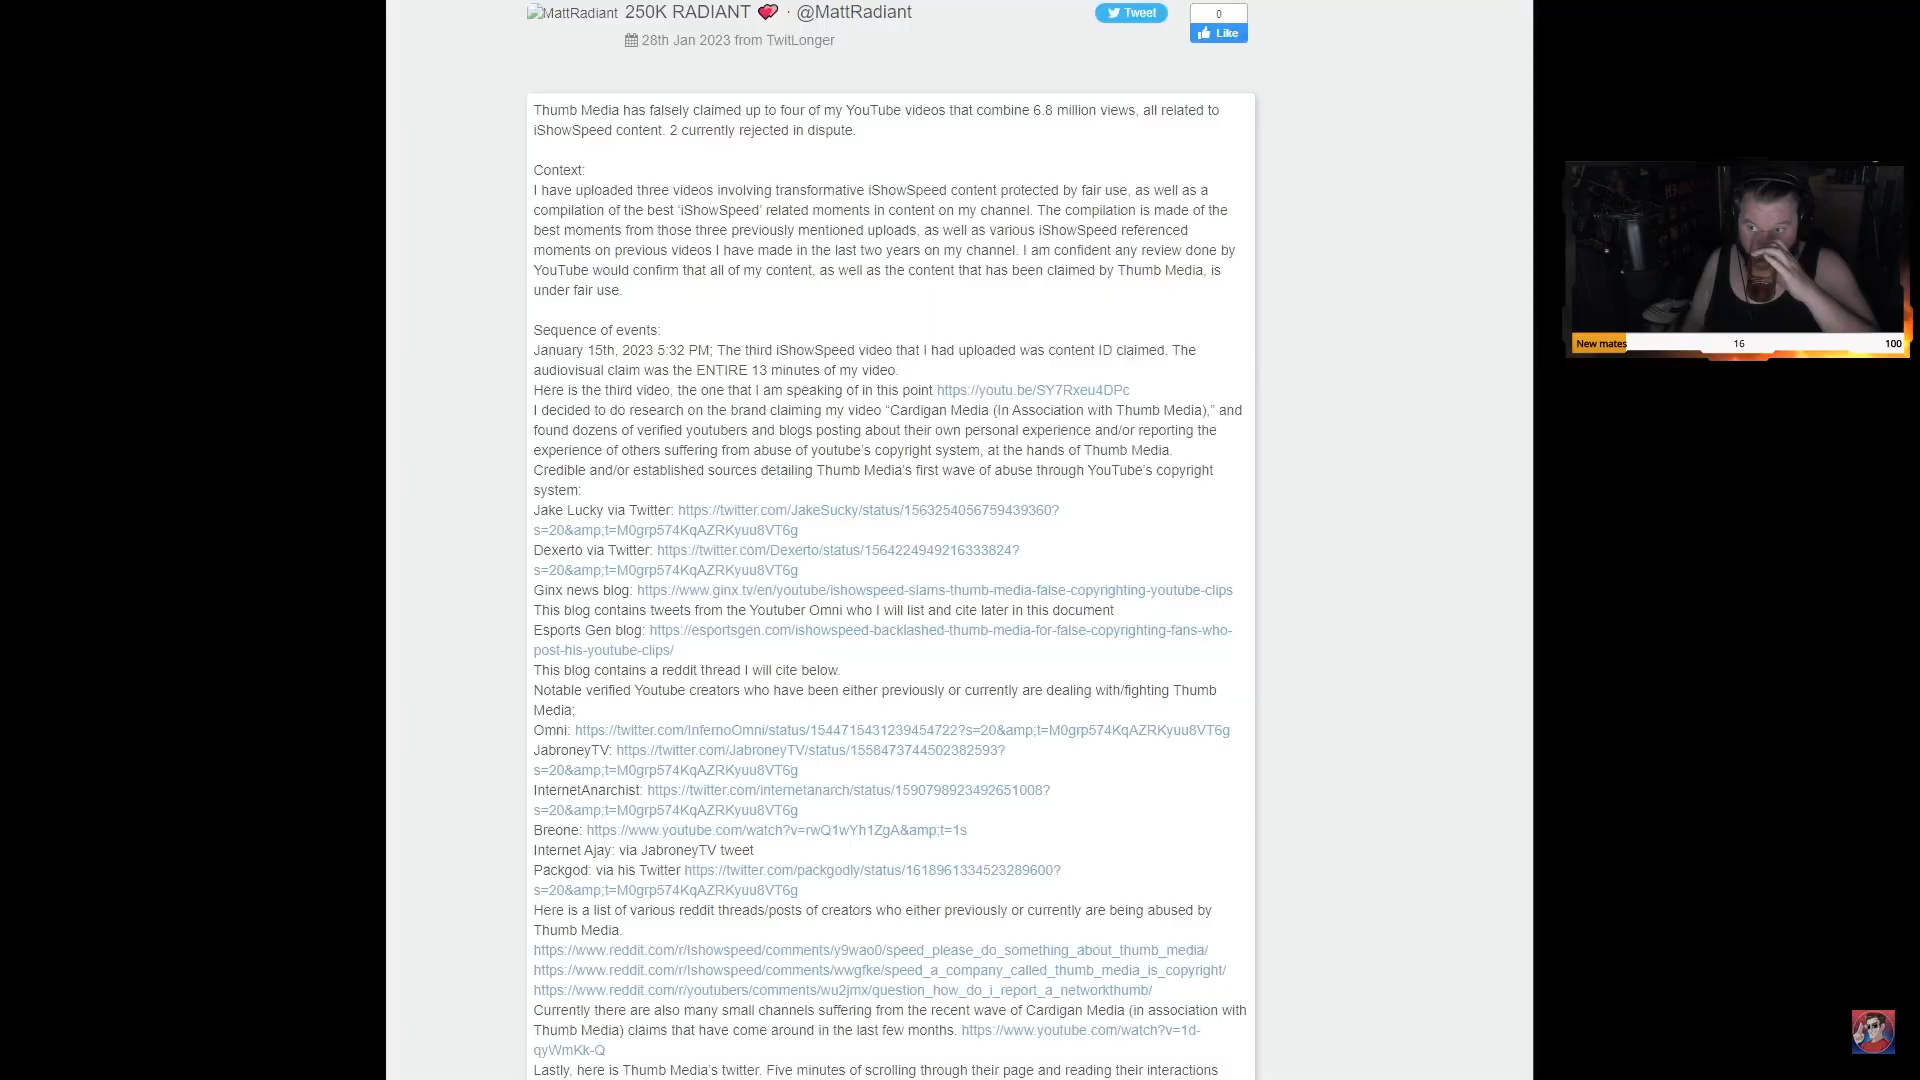 MattRadiant 250K RADIANT 💕 · @MattRadiant
Tweet
0
Like
28th Jan 2023 from TwitLonger
Thumb Media has falsely claimed up to four of my YouTube videos that combine 6.8 million views, all related to
iShowSpeed content. 2 currently rejected in dispute.
Context:
I have uploaded three videos involving transformative iShowSpeed content protected by fair use, as well as a
compilation of the best ‘iShowSpeed’ related moments in content on my channel. The compilation is made of the
best moments from those three previously mentioned uploads, as well as various iShowSpeed referenced
moments on previous videos I have made in the last two years on my channel. I am confident any review done by
YouTube would confirm that all of my content, as well as the content that has been claimed by Thumb Media, is
under fair use.
Sequence of events:
January 15th, 2023 5:32 PM; The third iShowSpeed video that I had uploaded was content ID claimed. The
audiovisual claim was the ENTIRE 13 minutes of my video.
Here is the third video, the one that I am speaking of in this point https://youtu.be/SY7Rxeu4DPc
I decided to do research on the brand claiming my video “Cardigan Media (In Association with Thumb Media),” and
found dozens of verified youtubers and blogs posting about their own personal experience and/or reporting the
experience of others suffering from abuse of youtube’s copyright system, at the hands of Thumb Media.
Credible and/or established sources detailing Thumb Media’s first wave of abuse through YouTube’s copyright
system:
Jake Lucky via Twitter: https://twitter.com/JakeSucky/status/1563254056759439360?
s=20&amp;t=M0grp574KqAZRKyuu8VT6g
Dexerto via Twitter: https://twitter.com/Dexerto/status/1564224949216333824?
s=20&amp;t=M0grp574KqAZRKyuu8VT6g
Ginx news blog: https://www.ginx.tv/en/youtube/ishowspeed-slams-thumb-media-false-copyrighting-youtube-clips
This blog contains tweets from the Youtuber Omni who I will list and cite later in this document
Esports Gen blog: https://esportsgen.com/ishowspeed-backlashed-thumb-media-for-false-copyrighting-fans-who-
post-his-youtube-clips/
This blog contains a reddit thread I will cite below.
Notable verified Youtube creators who have been either previously or currently are dealing with/fighting Thumb
Media;
Omni: https://twitter.com/InfernoOmni/status/1544715431239454722?s=20&amp;t=M0grp574KqAZRKyuu8VT6g
JabroneyTV: https://twitter.com/JabroneyTV/status/1558473744502382593?
s=20&amp;t=M0grp574KqAZRKyuu8VT6g
InternetAnarchist: https://twitter.com/internetanarch/status/1590798923492651008?
s=20&amp;t=M0grp574KqAZRKyuu8VT6g
Breone: https://www.youtube.com/watch?v=rwQ1wYh1ZgA&amp;t=1s
Internet Ajay: via JabroneyTV tweet
Packgod: via his Twitter https://twitter.com/packgodly/status/1618961334523289600?
s=20&amp;t=M0grp574KqAZRKyuu8VT6g
Here is a list of various reddit threads/posts of creators who either previously or currently are being abused by
Thumb Media.
https://www.reddit.com/r/Ishowspeed/comments/y9wao0/speed_please_do_something_about_thumb_media/
https://www.reddit.com/r/Ishowspeed/comments/wwgfke/speed_a_company_called_thumb_media_is_copyright/
https://www.reddit.com/r/youtubers/comments/wu2jmx/question_how_do_i_report_a_networkthumb/
Currently there are also many small channels suffering from the recent wave of Cardigan Media (in association with
Thumb Media) claims that have come around in the last few months. https://www.youtube.com/watch?v=1d-
qyWmKk-Q
Lastly, here is Thumb Media’s twitter. Five minutes of scrolling through their page and reading their interactions
New mates 16 100